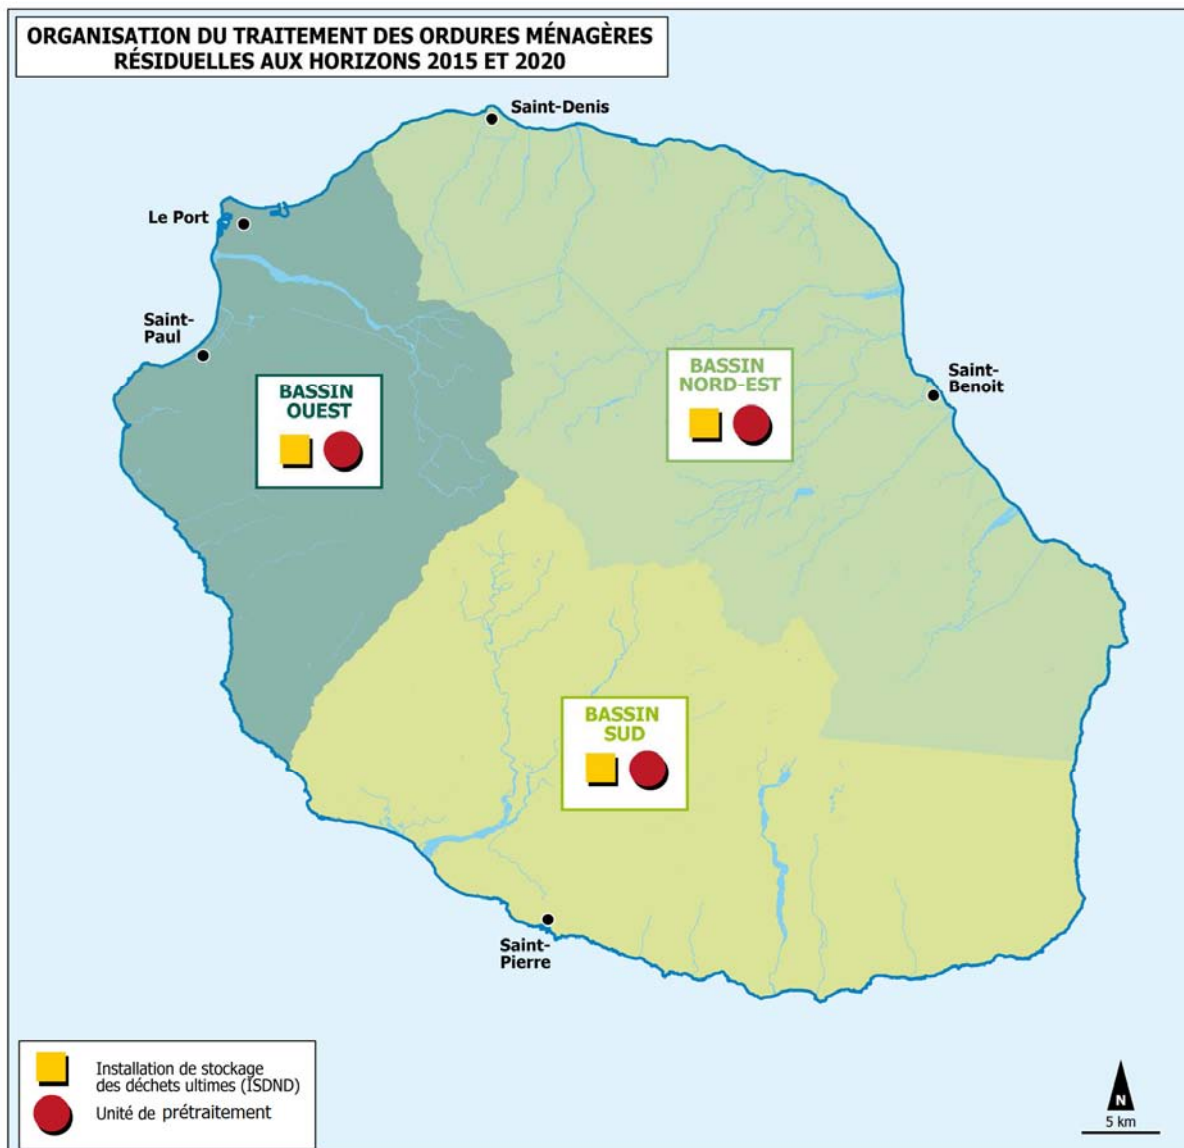 ORGANISATION DU TRAITEMENT DES ORDURES MÉNAGÈRES
RÉSIDUELLES AUX HORIZONS 2015 ET 2020
Saint-Denis
Le Port
Saint-
Paul
BASSIN
OUEST
BASSIN
NORD-EST
Saint-
Benoit
BASSIN
SUD
Saint-
Pierre
Installation de stockage
des déchets ultimes (ISDND)
Unité de prétraitement
N
5 km